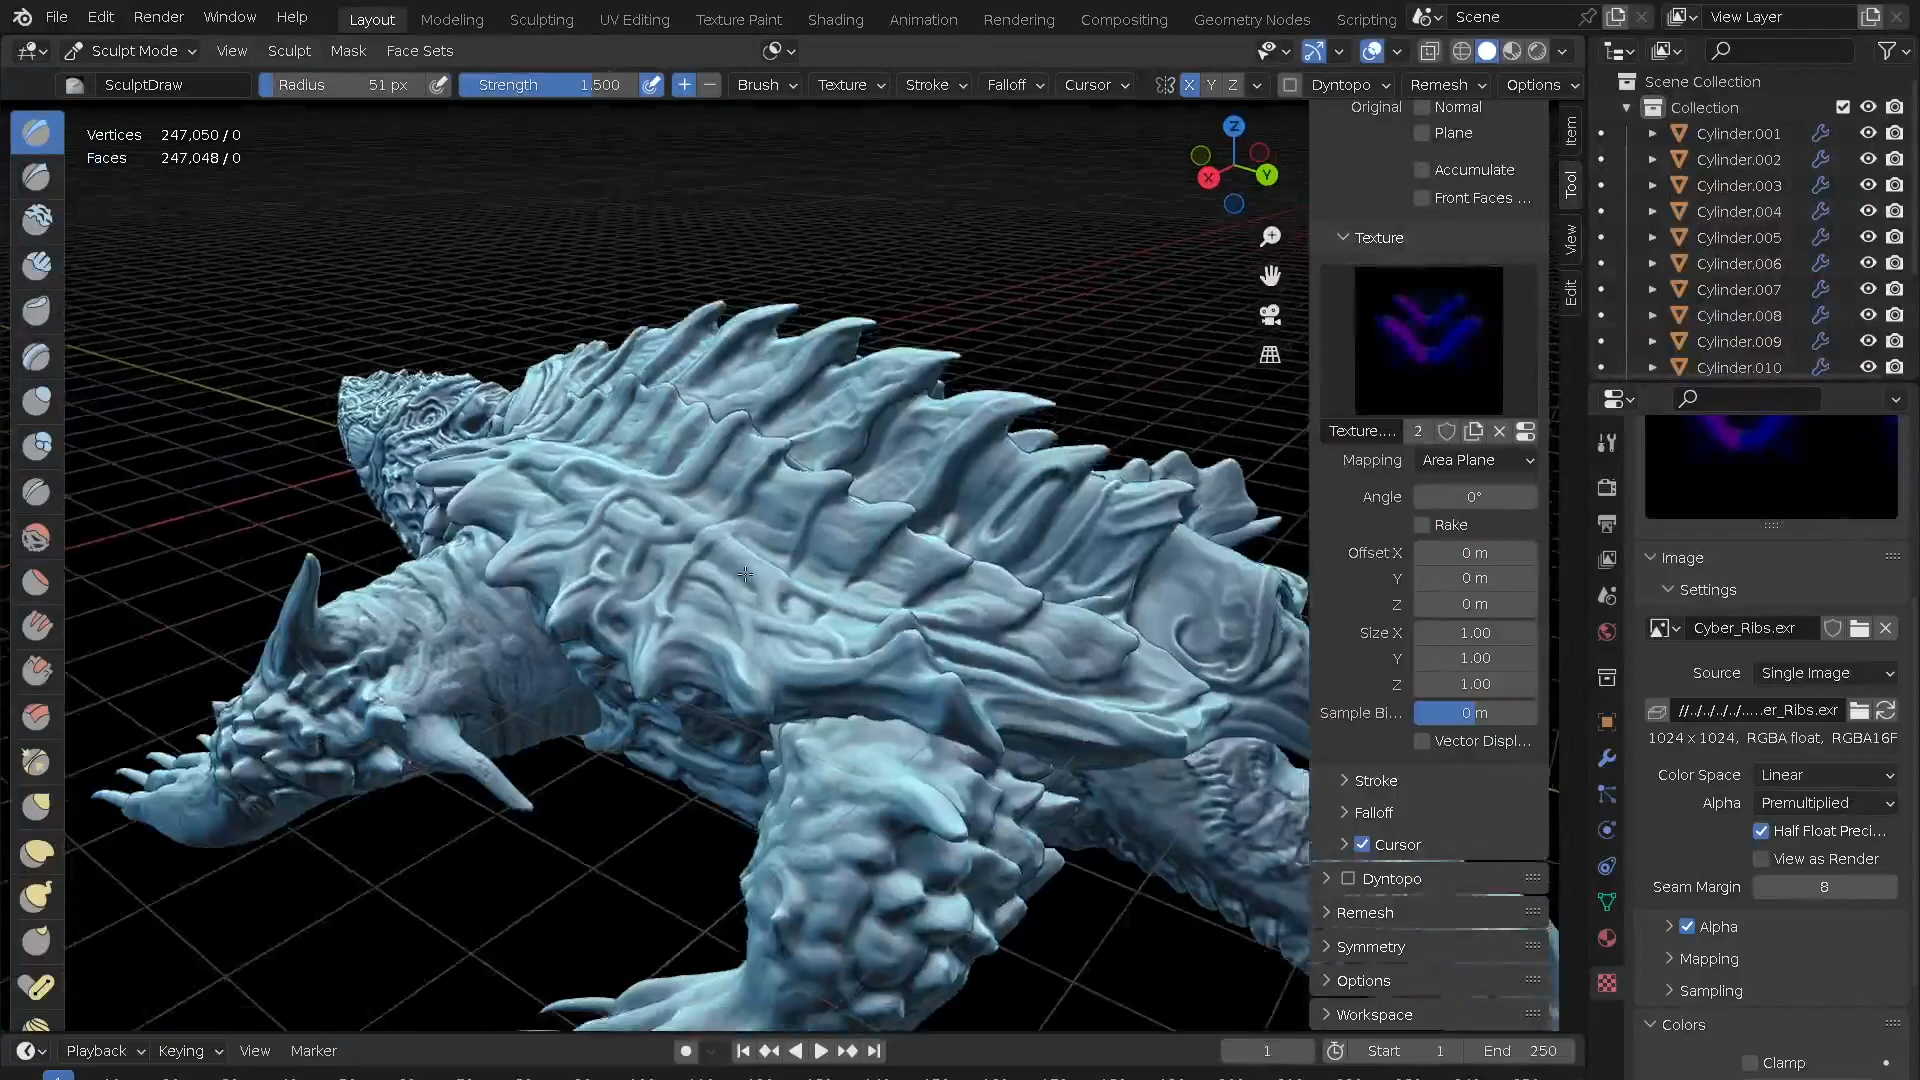 File Edit Render Window Help Layout Modeling Sculpting UV Editing Texture Paint Shading Animation Rendering Compositing Geometry Nodes Scripting Scene View Layer
Sculpt Mode View Sculpt Mask Face Sets
SculptDraw Radius 51 px Strength 1.500 Brush Texture Stroke Falloff Cursor X Y Z Dyntopo Remesh Options
Vertices 247,050 / 0
Faces 247,048 / 0
Z
X
Y
Original Normal
Plane
Accumulate
Front Faces ...
Texture
Texture.... 2
Mapping Area Plane
Angle 0°
Rake
Offset X 0 m
Y 0 m
Z 0 m
Size X 1.00
Y 1.00
Z 1.00
Sample Bi... 0 m
Vector Displ...
Stroke
Falloff
Cursor
Dyntopo
Remesh
Symmetry
Options
Workspace
Item
Tool
View
Edit
Scene Collection
Collection
Cylinder.001
Cylinder.002
Cylinder.003
Cylinder.004
Cylinder.005
Cylinder.006
Cylinder.007
Cylinder.008
Cylinder.009
Cylinder.010
Image
Settings
Cyber_Ribs.exr
Source Single Image
//../../../../.....er_Ribs.exr
1024 x 1024, RGBA float, RGBA16F
Color Space Linear
Alpha Premultiplied
Half Float Preci...
View as Render
Seam Margin 8
Alpha
Mapping
Sampling
Colors
Clamp
Playback Keying View Marker 1 Start 1 End 250
1